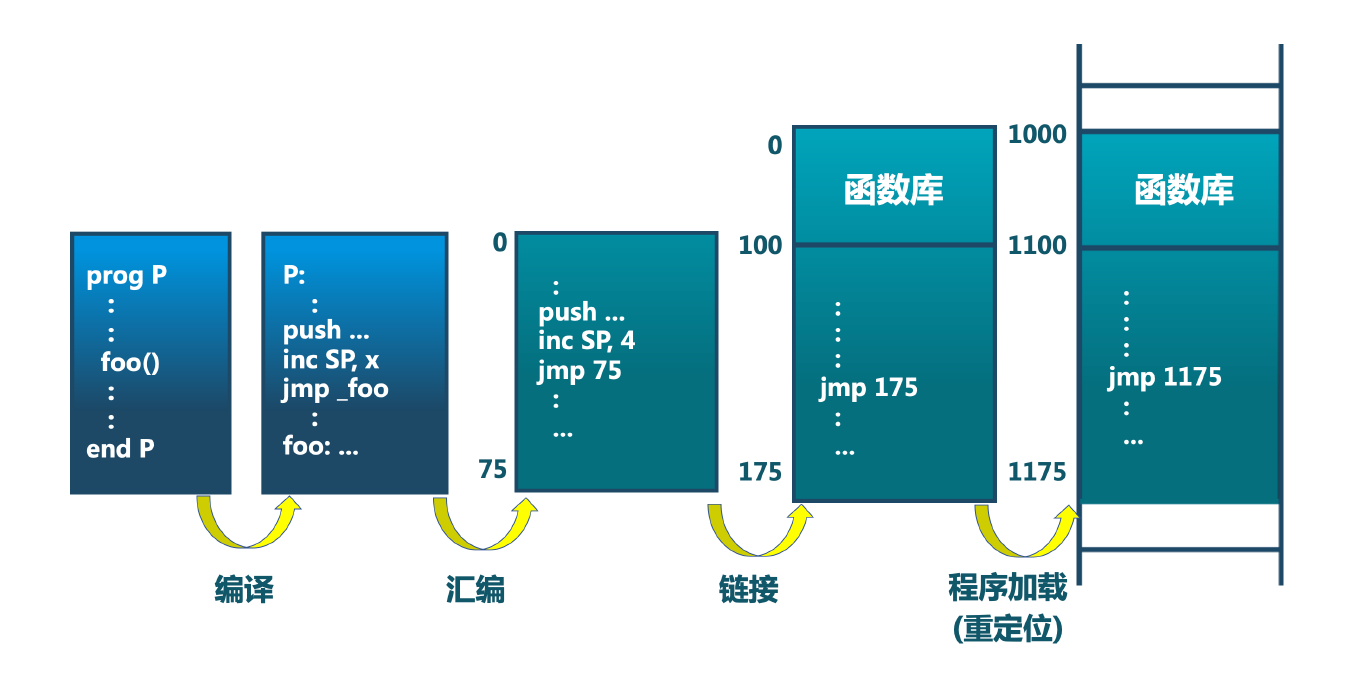 prog P
:
:
foo()
:
:
end P
P:
:
push ...
inc SP, x
jmp _foo
:
foo: ...
0
75
:
push ...
inc SP, 4
jmp 75
:
...
0
100
175
函数库
:
:
:
jmp 175
:
...
1000
1100
1175
函数库
:
:
:
jmp 1175
:
...
编译
汇编
链接
程序加载
(重定位)